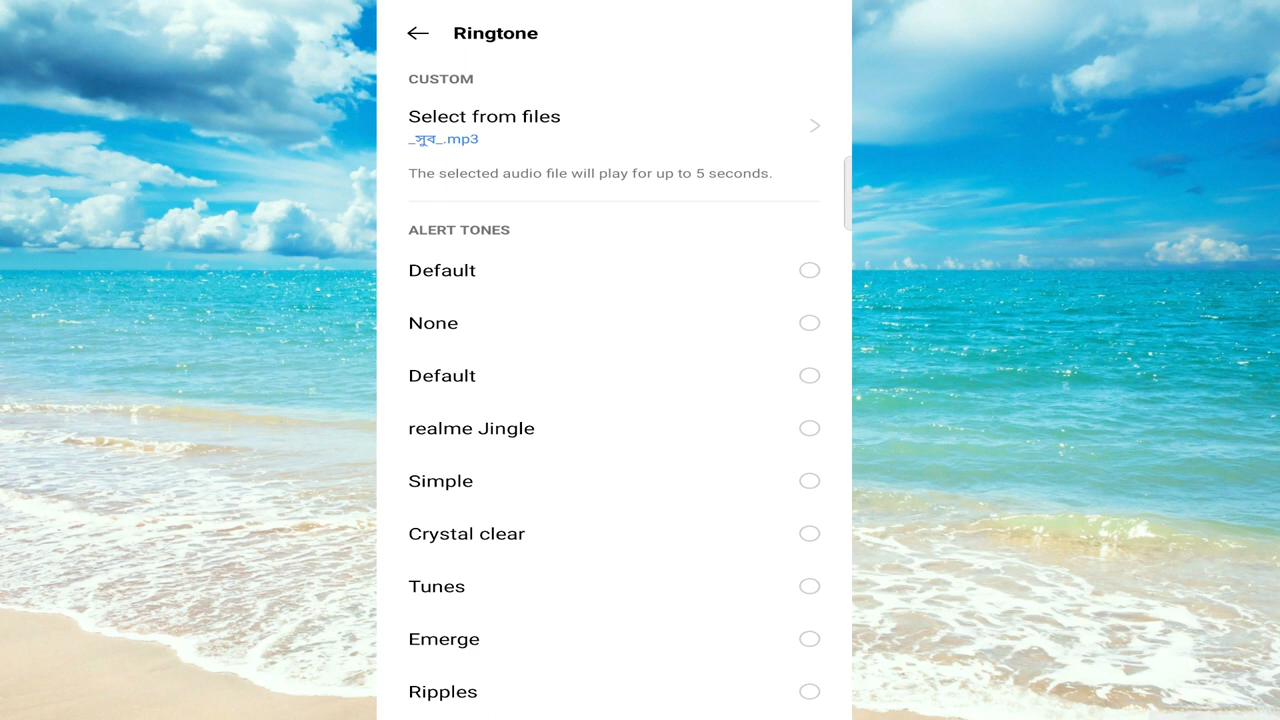 Ringtone
CUSTOM
Select from files
_সুব_.mp3
The selected audio file will play for up to 5 seconds.
ALERT TONES
Default
None
Default
realme Jingle
Simple
Crystal clear
Tunes
Emerge
Ripples